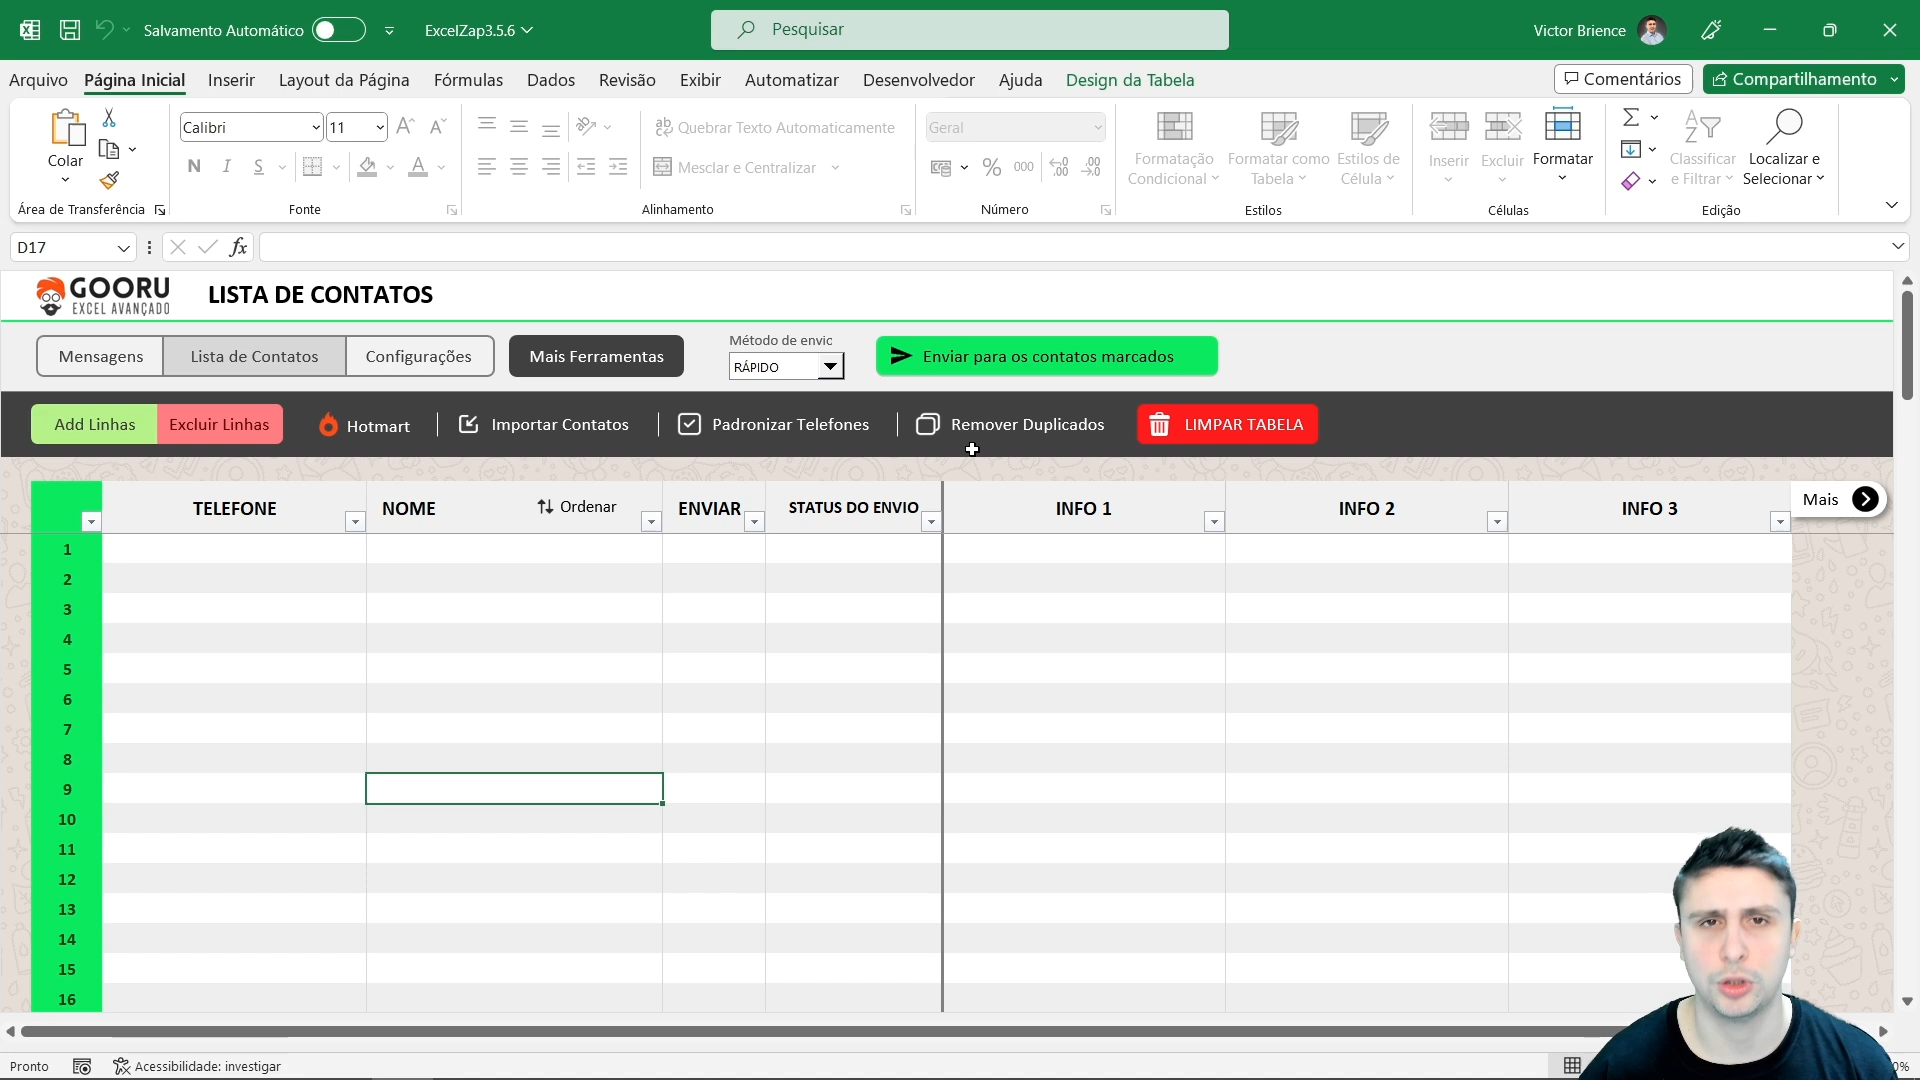 Salvamento Automático
ExcelZap3.5.6
Pesquisar
Victor Brience
Arquivo
Página Inicial
Inserir
Layout da Página
Fórmulas
Dados
Revisão
Exibir
Automatizar
Desenvolvedor
Ajuda
Design da Tabela
Comentários
Compartilhamento
Colar
Área de Transferência
Calibri
11
N I S
A
Fonte
ab
Quebrar Texto Automaticamente
Mesclar e Centralizar
Alinhamento
Geral
% 000
Número
Formatação Condicional
Formatar como Tabela
Estilos de Célula
Estilos
Inserir
Excluir
Formatar
Células
Classificar e Filtrar
Localizar e Selecionar
Edição
D17
fx
GOORU
EXCEL AVANÇADO
LISTA DE CONTATOS
Mensagens
Lista de Contatos
Configurações
Mais Ferramentas
Método de envio
RÁPIDO
Enviar para os contatos marcados
Add Linhas
Excluir Linhas
Hotmart
Importar Contatos
Padronizar Telefones
Remover Duplicados
LIMPAR TABELA
TELEFONE
NOME
Ordenar
ENVIAR
STATUS DO ENVIO
INFO 1
INFO 2
INFO 3
Mais
1
2
3
4
5
6
7
8
9
10
11
12
13
14
15
16
Pronto
Acessibilidade: investigar